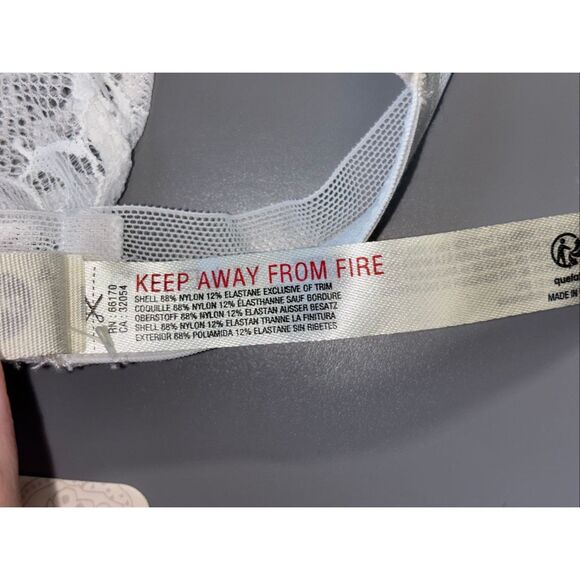 RN : 66170
CA : 32054
KEEP AWAY FROM FIRE
SHELL 88% NYLON 12% ELASTANE EXCLUSIVE OF TRIM
COQUILLE 88% NYLON 12% ÉLASTHANNE SAUF BORDURE
OBERSTOFF 88% NYLON 12% ELASTAN AUSSER BESATZ
SHELL 88% NYLON 12% ELASTAN TRANNE LA FINITURA
EXTERIOR 88% POLIAMIDA 12% ELASTANE SIN RIBETES
MADE IN